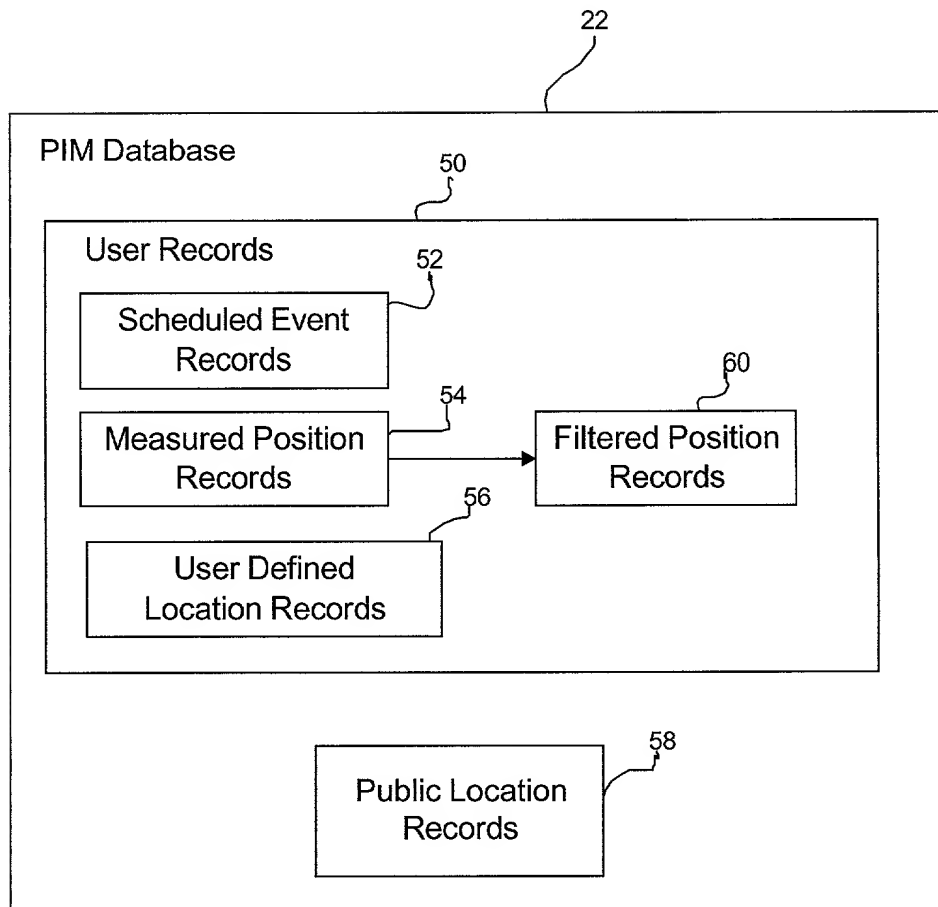 22
PIM Database
50
User Records
52
Scheduled Event
Records
54
Measured Position
Records
60
Filtered Position
Records
56
User Defined
Location Records
58
Public Location
Records